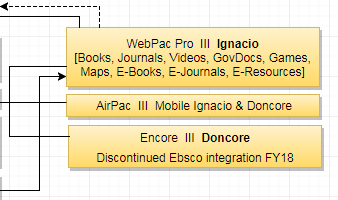 WebPac Pro III Ignacio
[Books, Journals, Videos, GovDocs, Games,
Maps, E-Books, E-Journals, E-Resources]
AirPac III Mobile Ignacio & Doncore
Encore III Doncore
Discontinued Ebsco integration FY18